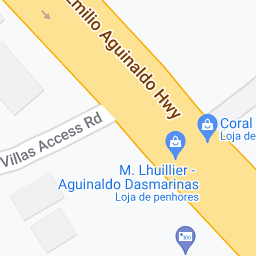 Emilio Aguinaldo Hwy
Coral
Loja de
Villas Access Rd
M. Lhuillier -
Aguinaldo Dasmarinas
Loja de penhores